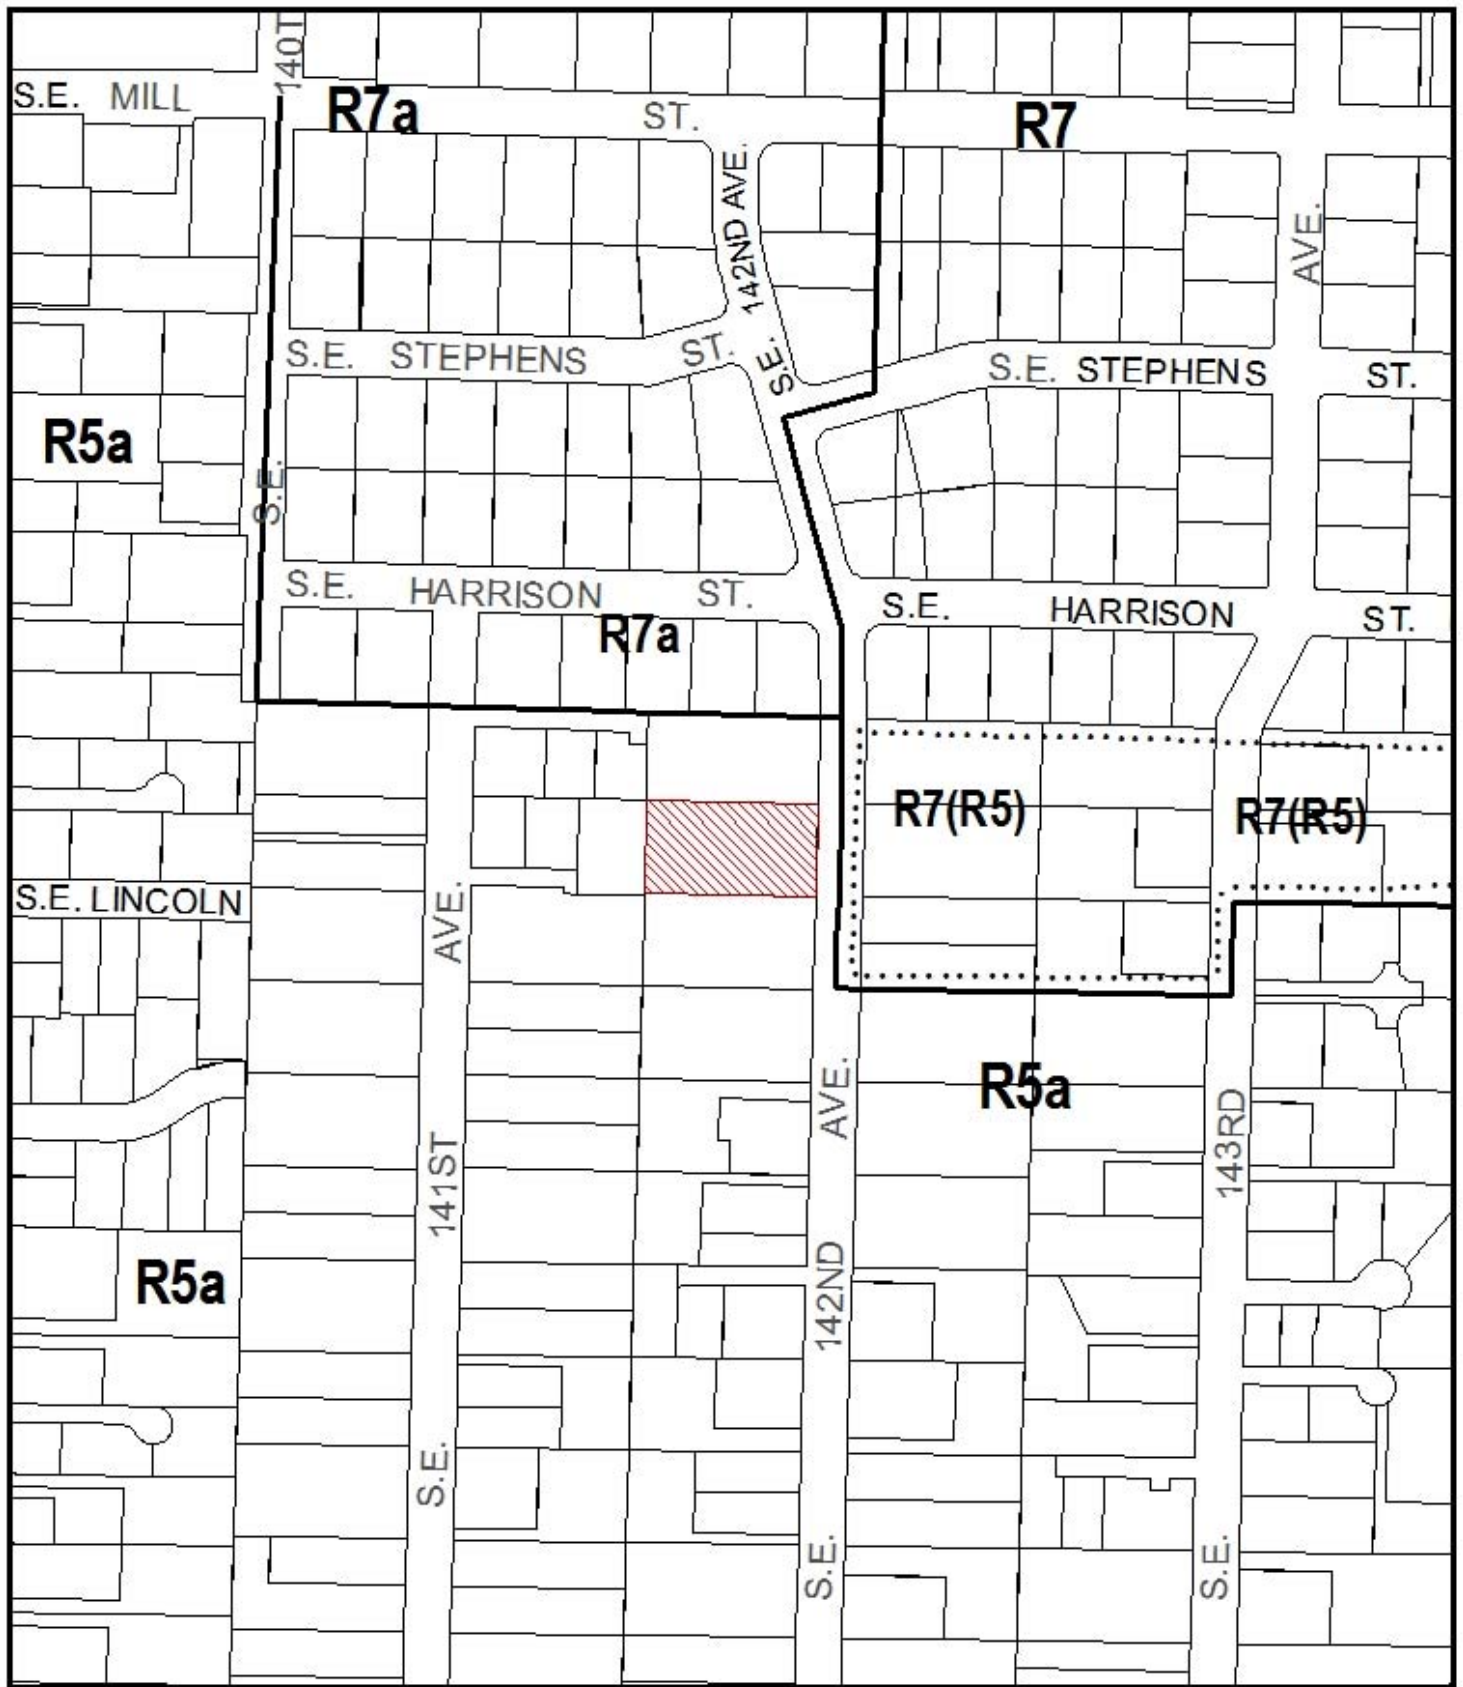 140T
S.E. MILL ST.
R7a
R7
142ND AVE.
S.E.
AVE.
S.E. STEPHENS ST.
S.E. STEPHENS ST.
R5a
S.E.
S.E. HARRISON ST.
S.E. HARRISON ST.
R7a
R7(R5)
R7(R5)
S.E. LINCOLN
AVE.
141ST
S.E.
AVE.
142ND
S.E.
R5a
143RD
S.E.
R5a